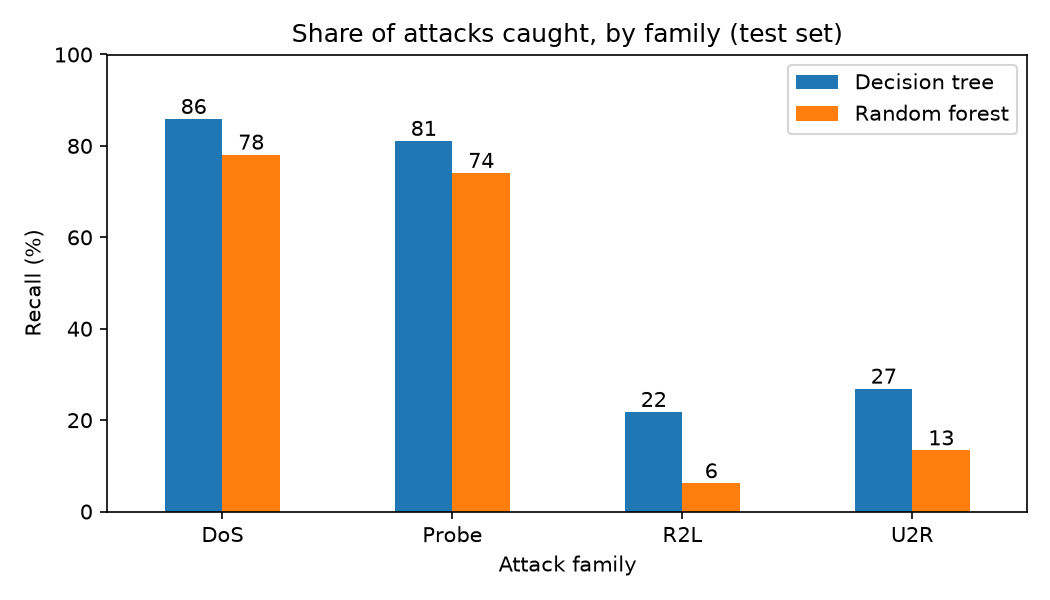 Share of attacks caught, by family (test set)
Decision tree
Random forest
Recall (%)
100
80
60
40
20
0
86
78
81
74
22
6
27
13
DoS
Probe
R2L
U2R
Attack family